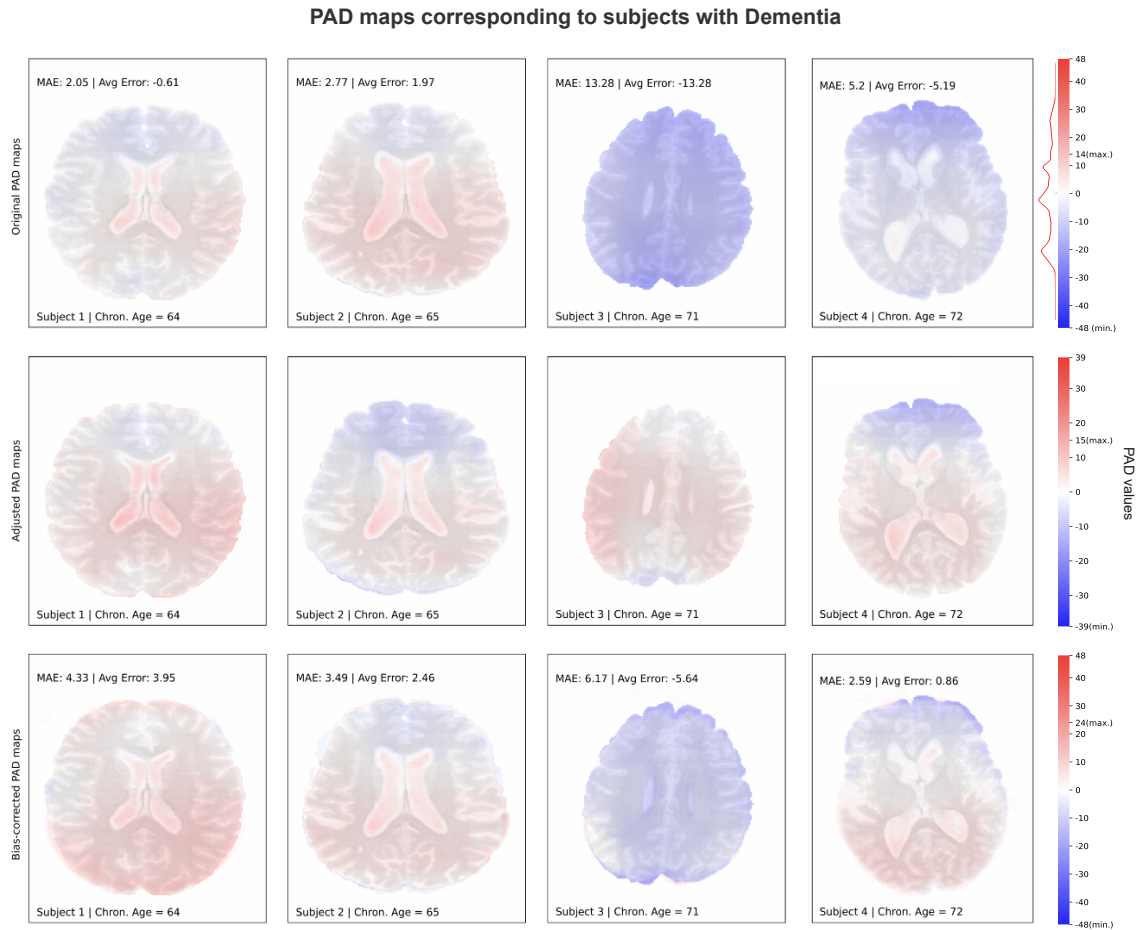 PAD maps corresponding to subjects with Dementia
Original PAD maps
MAE: 2.05 | Avg Error: -0.61
Subject 1 | Chron. Age = 64
MAE: 2.77 | Avg Error: 1.97
Subject 2 | Chron. Age = 65
MAE: 13.28 | Avg Error: -13.28
Subject 3 | Chron. Age = 71
MAE: 5.2 | Avg Error: -5.19
Subject 4 | Chron. Age = 72
48
40
30
20
14(max.)
10
0
-10
-20
-30
-40
-48 (min.)
Adjusted PAD maps
Subject 1 | Chron. Age = 64
Subject 2 | Chron. Age = 65
Subject 3 | Chron. Age = 71
Subject 4 | Chron. Age = 72
39
30
20
15(max.)
10
0
-10
-20
-30
-39(min.)
PAD values
Bias-corrected PAD maps
MAE: 4.33 | Avg Error: 3.95
Subject 1 | Chron. Age = 64
MAE: 3.49 | Avg Error: 2.46
Subject 2 | Chron. Age = 65
MAE: 6.17 | Avg Error: -5.64
Subject 3 | Chron. Age = 71
MAE: 2.59 | Avg Error: 0.86
Subject 4 | Chron. Age = 72
48
40
30
24(max.)
20
10
0
-10
-20
-30
-40
-48(min.)